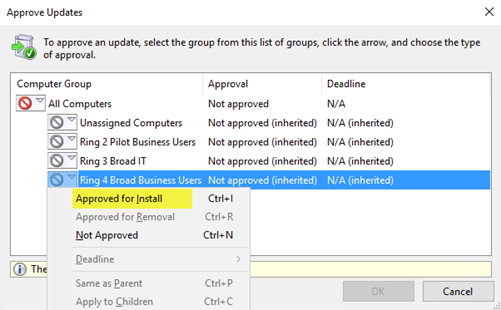 Approve Updates
To approve an update, select the group from this list of groups, click the arrow, and choose the type
of approval.
Computer Group Approval Deadline
All Computers Not approved N/A
Unassigned Computers Not approved (inherited) N/A (inherited)
Ring 2 Pilot Business Users Not approved (inherited) N/A (inherited)
Ring 3 Broad IT Not approved (inherited) N/A (inherited)
Ring 4 Broad Business Users Not approved (inherited) N/A (inherited)
Approved for Install Ctrl+I
Approved for Removal Ctrl+R
Not Approved Ctrl+N
Deadline
The
Same as Parent Ctrl+P
Apply to Children Ctrl+C
OK Cancel